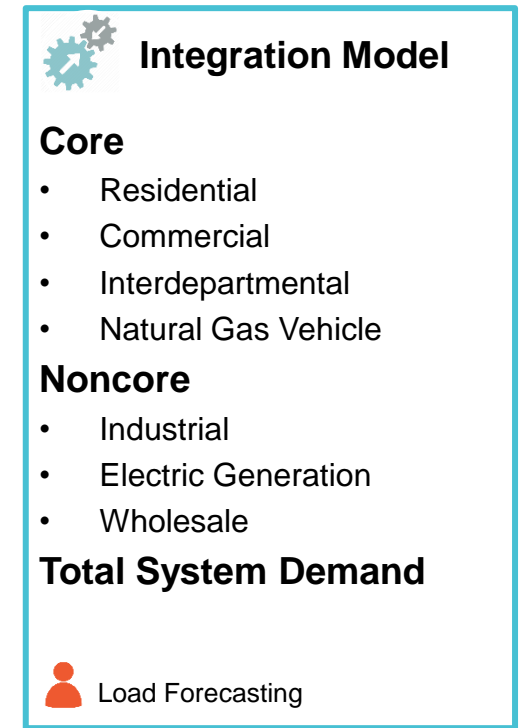 Integration Model
Core
• Residential
• Commercial
• Interdepartmental
• Natural Gas Vehicle
Noncore
• Industrial
• Electric Generation
• Wholesale
Total System Demand
Load Forecasting